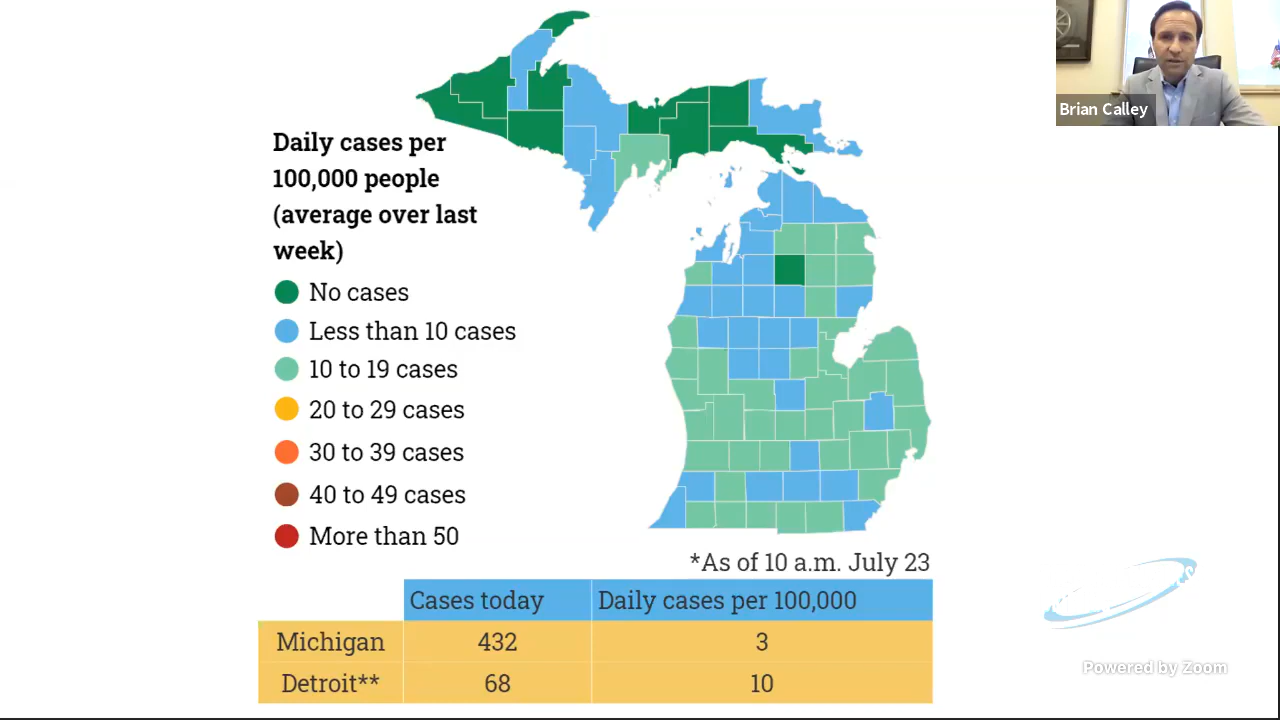 Brian Calley
Daily cases per
100,000 people
(average over last
week)
No cases
Less than 10 cases
10 to 19 cases
20 to 29 cases
30 to 39 cases
40 to 49 cases
More than 50
*As of 10 a.m. July 23
Cases today Daily cases per 100,000
Michigan 432 3
Detroit** 68 10
Powered by Zoom